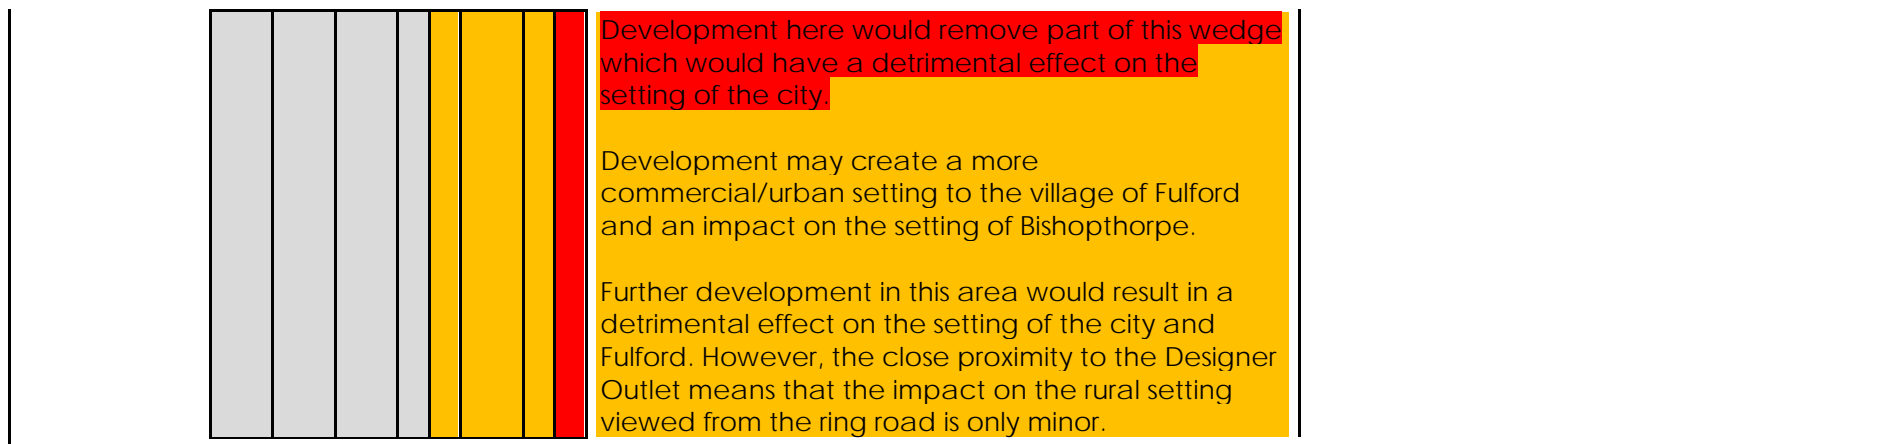 Development here would remove part of this wedge
which would have a detrimental effect on the
setting of the city.
Development may create a more
commercial/urban setting to the village of Fulford
and an impact on the setting of Bishopthorpe.
Further development in this area would result in a
detrimental effect on the setting of the city and
Fulford. However, the close proximity to the Designer
Outlet means that the impact on the rural setting
viewed from the ring road is only minor.